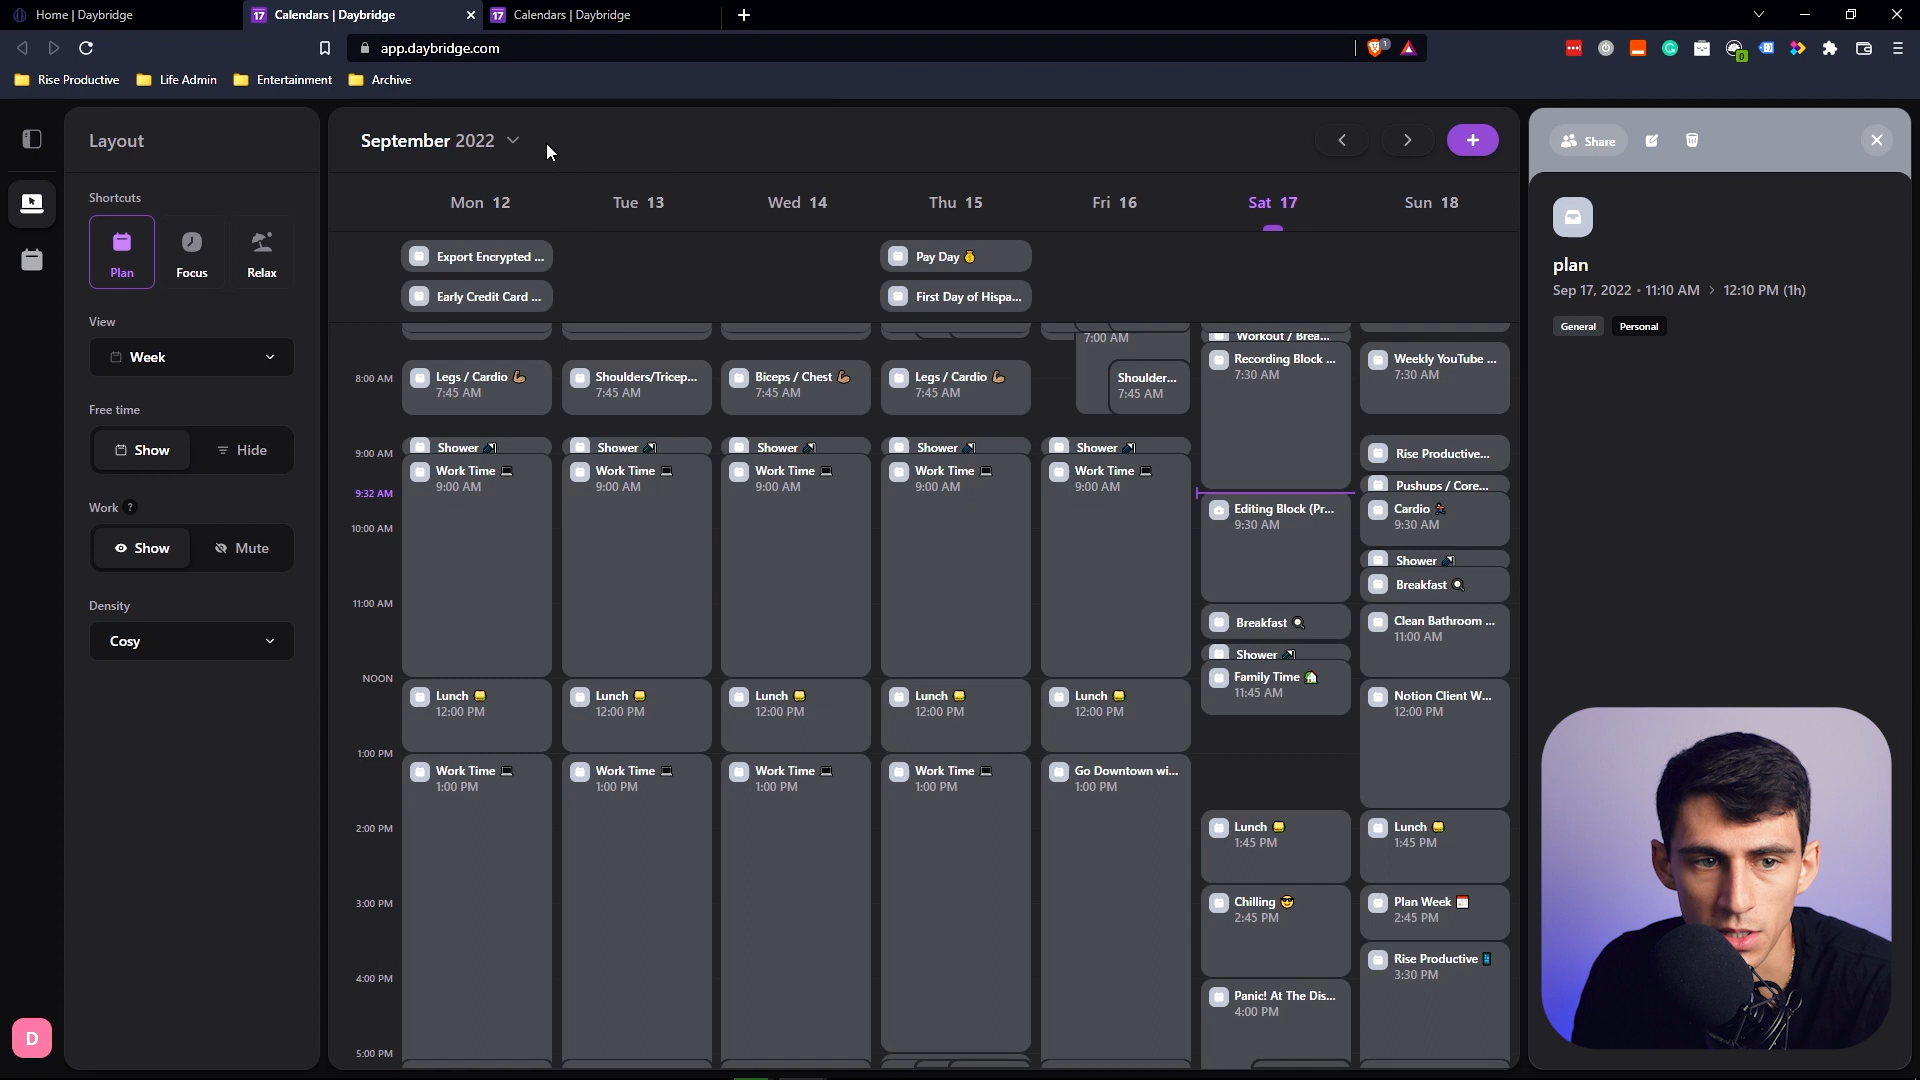 Home | Daybridge
17 Calendars | Daybridge
17 Calendars | Daybridge
app.daybridge.com
1
0
Rise Productive
Life Admin
Entertainment
Archive
Layout
Shortcuts
Plan
Focus
Relax
View
Week
Free time
Show
Hide
Work ?
Show
Mute
Density
Cosy
D
September 2022
Mon 12
Tue 13
Wed 14
Thu 15
Fri 16
Sat 17
Sun 18
Export Encrypted ...
Early Credit Card ...
Pay Day
First Day of Hispa...
8:00 AM
9:00 AM
9:32 AM
10:00 AM
11:00 AM
NOON
1:00 PM
2:00 PM
3:00 PM
4:00 PM
5:00 PM
Legs / Cardio 💪
7:45 AM
Shower
Work Time 💻
9:00 AM
Lunch
12:00 PM
Work Time 💻
1:00 PM
Shoulders/Tricep...
7:45 AM
Shower
Work Time 💻
9:00 AM
Lunch
12:00 PM
Work Time 💻
1:00 PM
Biceps / Chest 💪
7:45 AM
Shower
Work Time 💻
9:00 AM
Lunch
12:00 PM
Work Time 💻
1:00 PM
Legs / Cardio 💪
7:45 AM
Shower
Work Time 💻
9:00 AM
Lunch
12:00 PM
Work Time 💻
1:00 PM
7:00 AM
Shoulder...
7:45 AM
Shower
Work Time 💻
9:00 AM
Lunch
12:00 PM
Go Downtown wi...
1:00 PM
Workout / Brea...
Recording Block ...
7:30 AM
Editing Block (Pr...
9:30 AM
Breakfast 🍳
Shower
Family Time 🏠
11:45 AM
Lunch
1:45 PM
Chilling 😎
2:45 PM
Panic! At The Dis...
4:00 PM
Weekly YouTube ...
7:30 AM
Rise Productive...
Pushups / Core...
Cardio
9:30 AM
Shower
Breakfast 🍳
Clean Bathroom ...
11:00 AM
Notion Client W...
12:00 PM
Lunch
1:45 PM
Plan Week
2:45 PM
Rise Productive
3:30 PM
Share
plan
Sep 17, 2022 • 11:10 AM > 12:10 PM (1h)
General
Personal